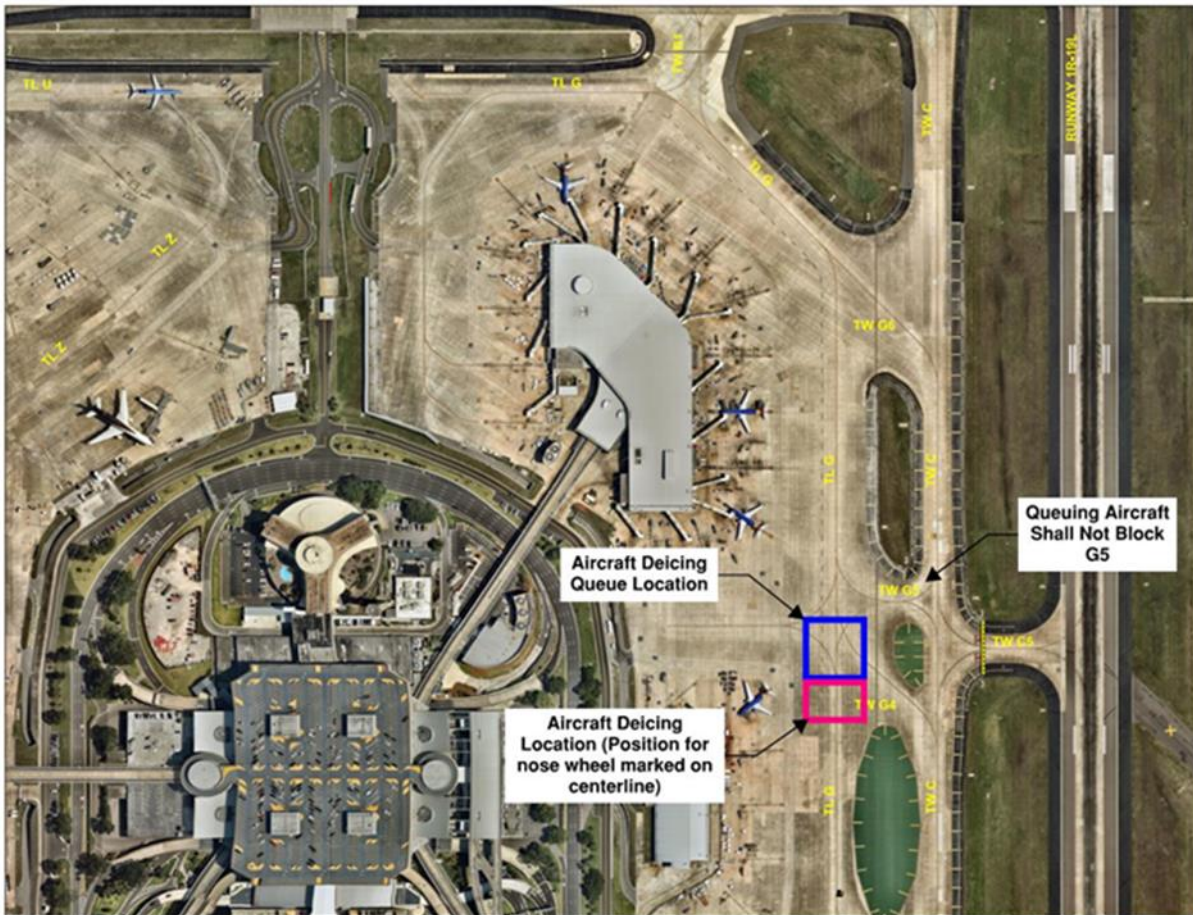 TL U
TL G
TW C
RUNWAY 1R-19L
TL G
TL Z
TL Z
TW G6
TL G
TW C
Queuing Aircraft
Shall Not Block
G5
Aircraft Deicing
Queue Location
TW G5
TW C5
TW G4
Aircraft Deicing
Location (Position for
nose wheel marked on
centerline)
TL G
TW C